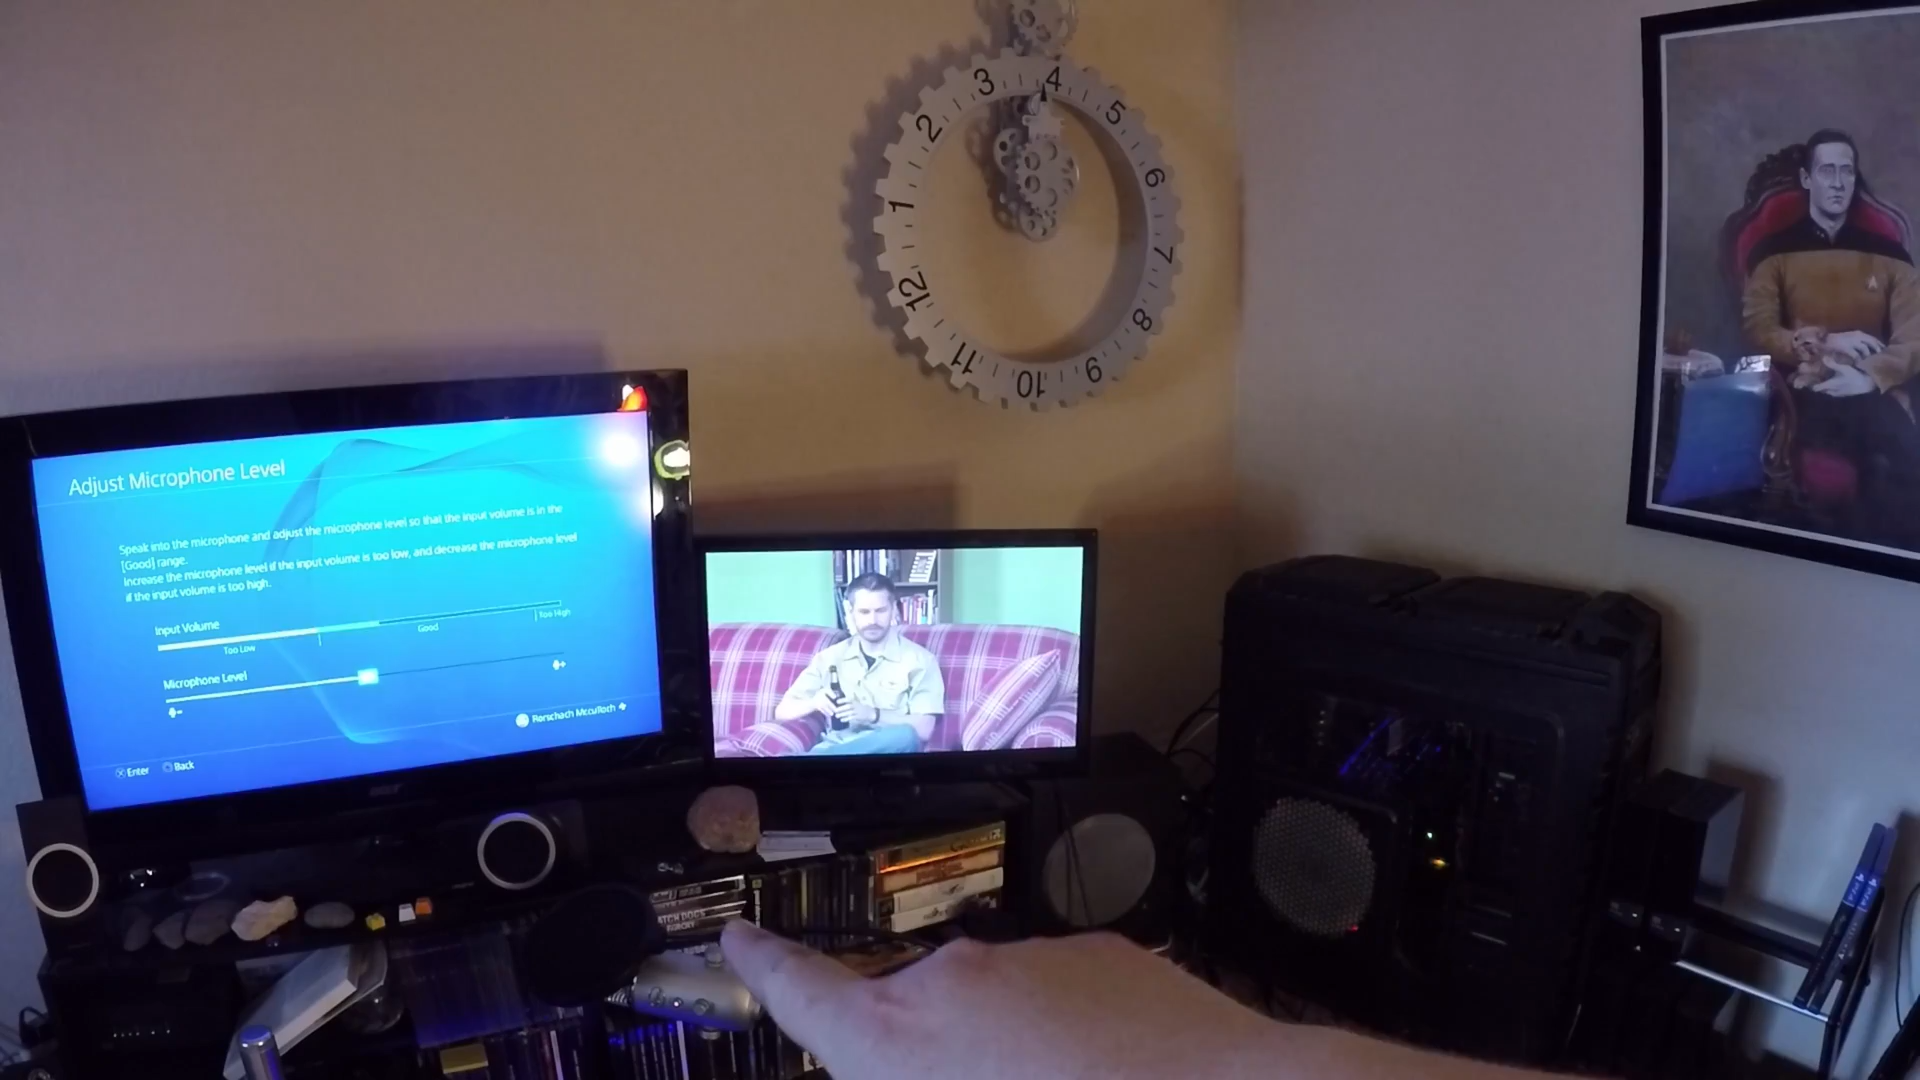 3
4
5
2
6
1
7
12
8
11
10
9
Adjust Microphone Level
Speak into the microphone and adjust the microphone level so that the input volume is in the
[Good] range.
Increase the microphone level if the input volume is too low, and decrease the microphone level
if the input volume is too high.
Input Volume
Too Low
Good
Too High
Microphone Level
Rorschach McCulloch
Enter
Back
acer